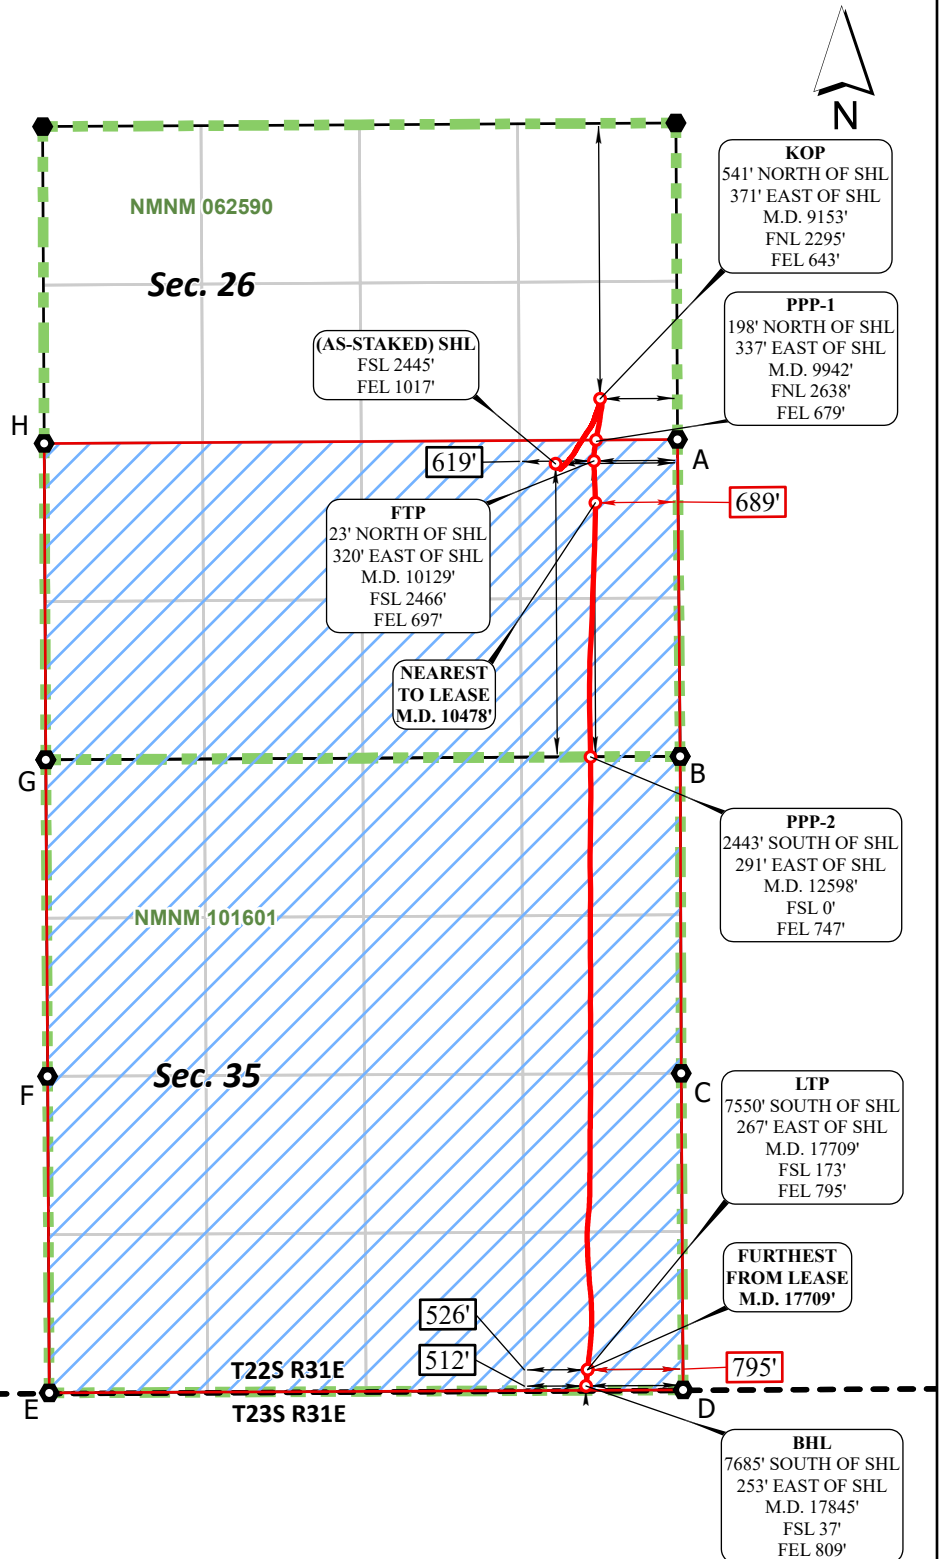 N
KOP
541' NORTH OF SHL
371' EAST OF SHL
M.D. 9153'
FNL 2295'
FEL 643'
NMNM 062590
Sec. 26
PPP-1
198' NORTH OF SHL
337' EAST OF SHL
M.D. 9942'
FNL 2638'
FEL 679'
(AS-STAKED) SHL
FSL 2445'
FEL 1017'
H
A
619'
689'
FTP
23' NORTH OF SHL
320' EAST OF SHL
M.D. 10129'
FSL 2466'
FEL 697'
NEAREST
TO LEASE
M.D. 10478'
G
B
PPP-2
2443' SOUTH OF SHL
291' EAST OF SHL
M.D. 12598'
FSL 0'
FEL 747'
NMNM 101601
Sec. 35
F
C
LTP
7550' SOUTH OF SHL
267' EAST OF SHL
M.D. 17709'
FSL 173'
FEL 795'
FURTHEST
FROM LEASE
M.D. 17709'
526'
512'
795'
T22S R31E
E
T23S R31E
D
BHL
7685' SOUTH OF SHL
253' EAST OF SHL
M.D. 17845'
FSL 37'
FEL 809'